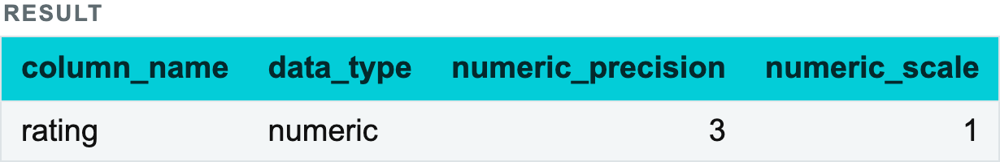 RESULT
column_name data_type numeric_precision numeric_scale
rating numeric 3 1